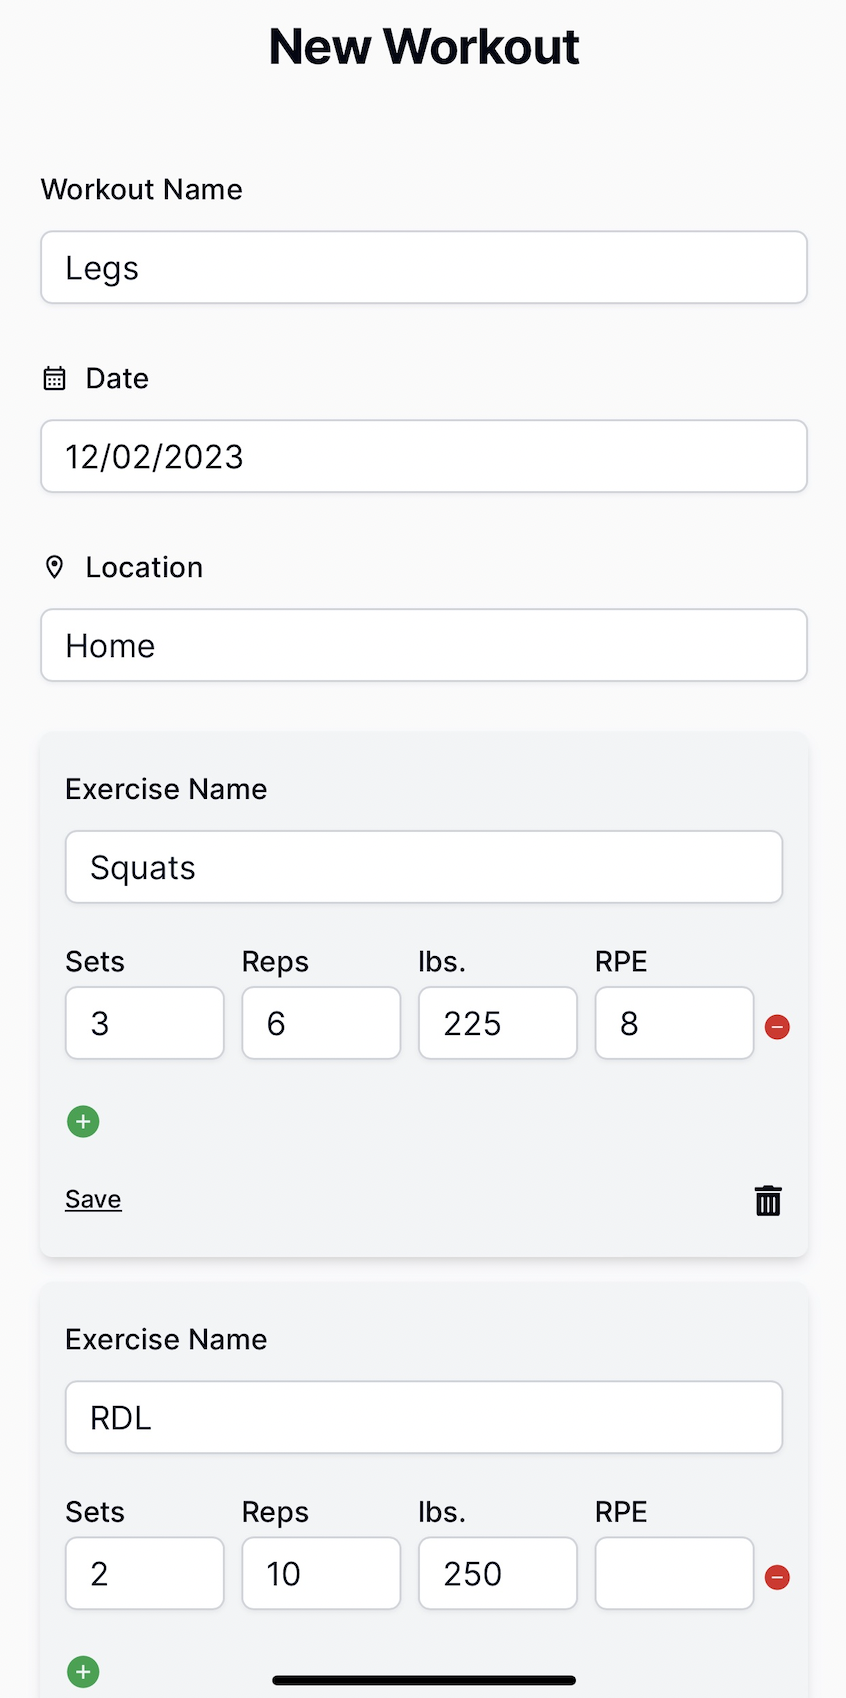 New Workout
Workout Name
Legs
Date
12/02/2023
Location
Home
Exercise Name
Squats
Sets Reps lbs. RPE
3 6 225 8
Save
Exercise Name
RDL
Sets Reps lbs. RPE
2 10 250